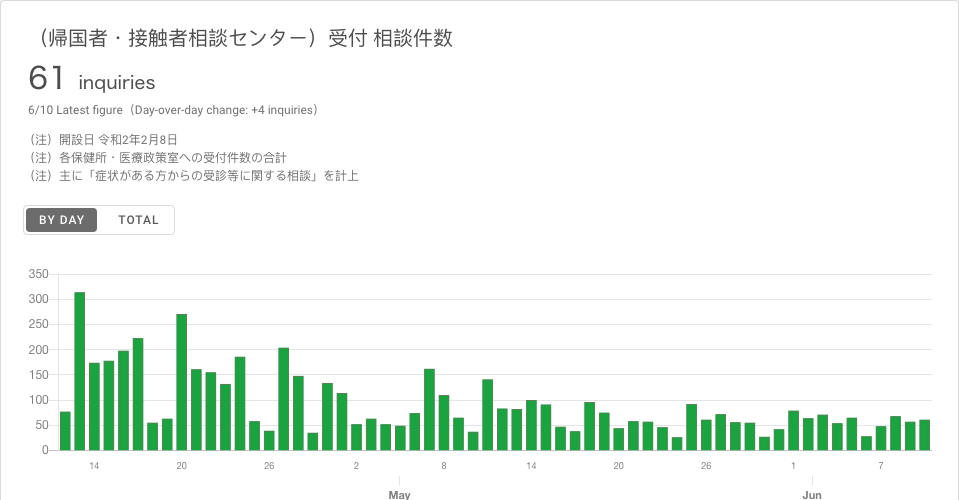 （帰国者・接触者相談センター）受付 相談件数
61 inquiries
6/10 Latest figure（Day-over-day change: +4 inquiries）
（注）開設日 令和2年2月8日
（注）各保健所・医療政策室への受付件数の合計
（注）主に「症状がある方からの受診等に関する相談」を計上
BY DAY TOTAL
350
300
250
200
150
100
50
0
14 20 26 2 8 14 20 26 1 7
May Jun